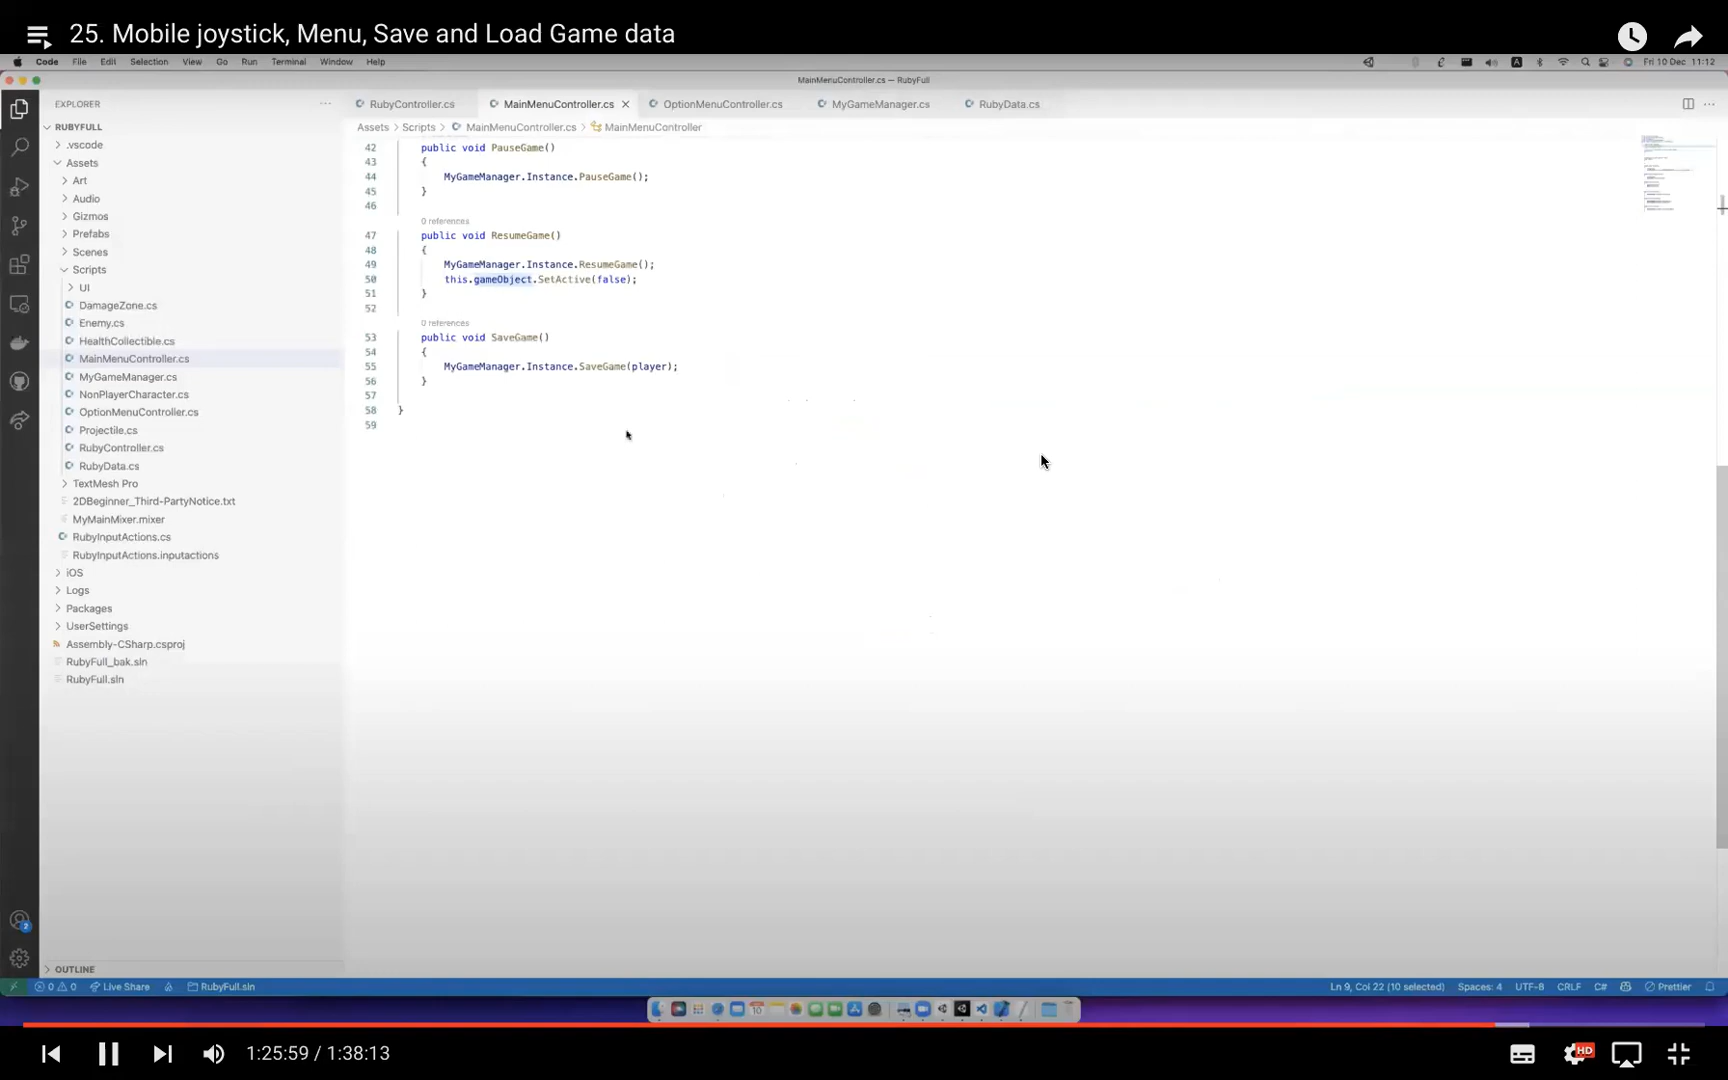 25. Mobile joystick, Menu, Save and Load Game data
Code File Edit Selection View Go Run Terminal Window Help
A
Fri 10 Dec 11:12
MainMenuController.cs — RubyFull
EXPLORER
RUBYFULL
.vscode
Assets
Art
Audio
Gizmos
Prefabs
Scenes
Scripts
UI
DamageZone.cs
Enemy.cs
HealthCollectible.cs
MainMenuController.cs
MyGameManager.cs
NonPlayerCharacter.cs
OptionMenuController.cs
Projectile.cs
RubyController.cs
RubyData.cs
TextMesh Pro
2DBeginner_Third-PartyNotice.txt
MyMainMixer.mixer
RubyInputActions.cs
RubyInputActions.inputactions
iOS
Logs
Packages
UserSettings
Assembly-CSharp.csproj
RubyFull_bak.sln
RubyFull.sln
OUTLINE
RubyController.cs MainMenuController.cs OptionMenuController.cs MyGameManager.cs RubyData.cs
Assets > Scripts > MainMenuController.cs > MainMenuController
42 public void PauseGame()
43 {
44 MyGameManager.Instance.PauseGame();
45 }
46
0 references
47 public void ResumeGame()
48 {
49 MyGameManager.Instance.ResumeGame();
50 this.gameObject.SetActive(false);
51 }
52
0 references
53 public void SaveGame()
54 {
55 MyGameManager.Instance.SaveGame(player);
56 }
57
58 }
59
2
0 0 Live Share RubyFull.sln
Ln 9, Col 22 (10 selected) Spaces: 4 UTF-8 CRLF C# Prettier
10
1:25:59 / 1:38:13
HD